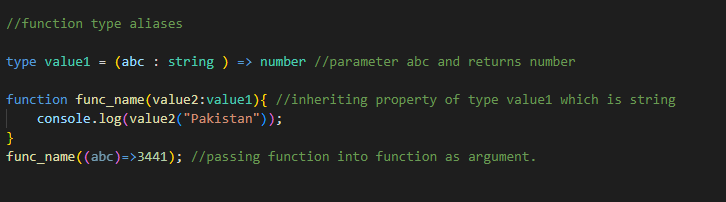 //function type aliases
type value1 = (abc : string ) => number //parameter abc and returns number
function func_name(value2:value1){ //inheriting property of type value1 which is string
console.log(value2("Pakistan"));
}
func_name((abc)=>3441); //passing function into function as argument.